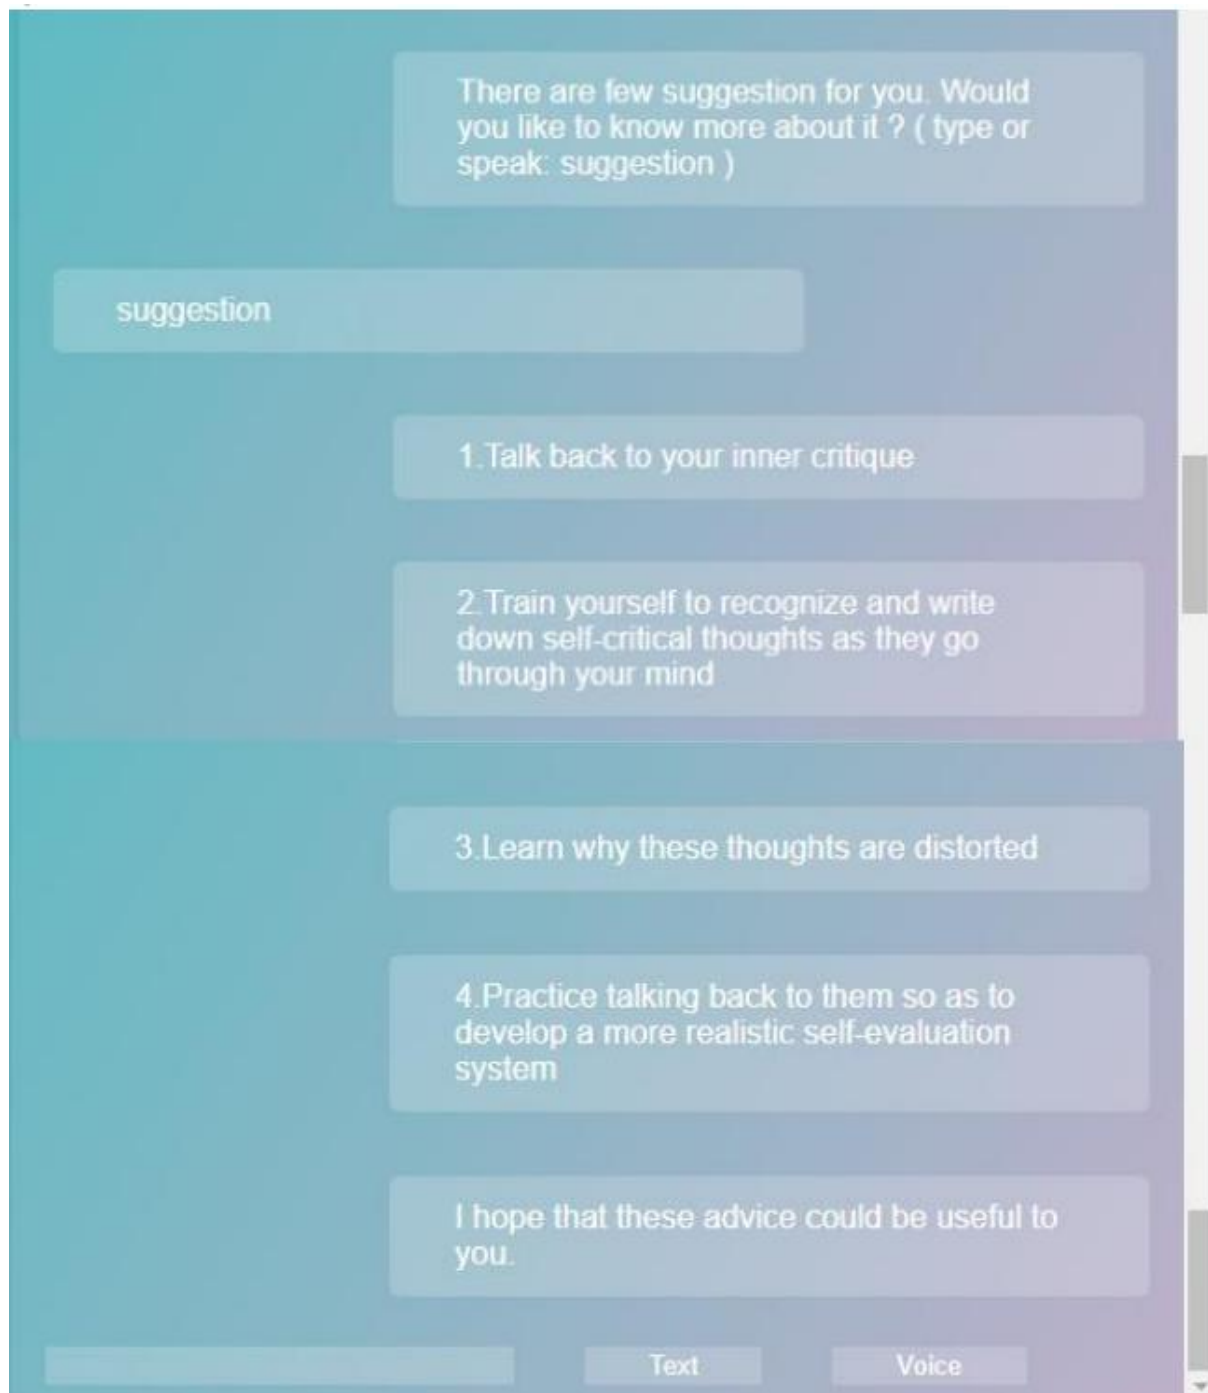 There are few suggestion for you. Would
you like to know more about it ? ( type or
speak: suggestion )
suggestion
1.Talk back to your inner critique
2.Train yourself to recognize and write
down self-critical thoughts as they go
through your mind
3.Learn why these thoughts are distorted
4.Practice talking back to them so as to
develop a more realistic self-evaluation
system
I hope that these advice could be useful to
you.
Text
Voice